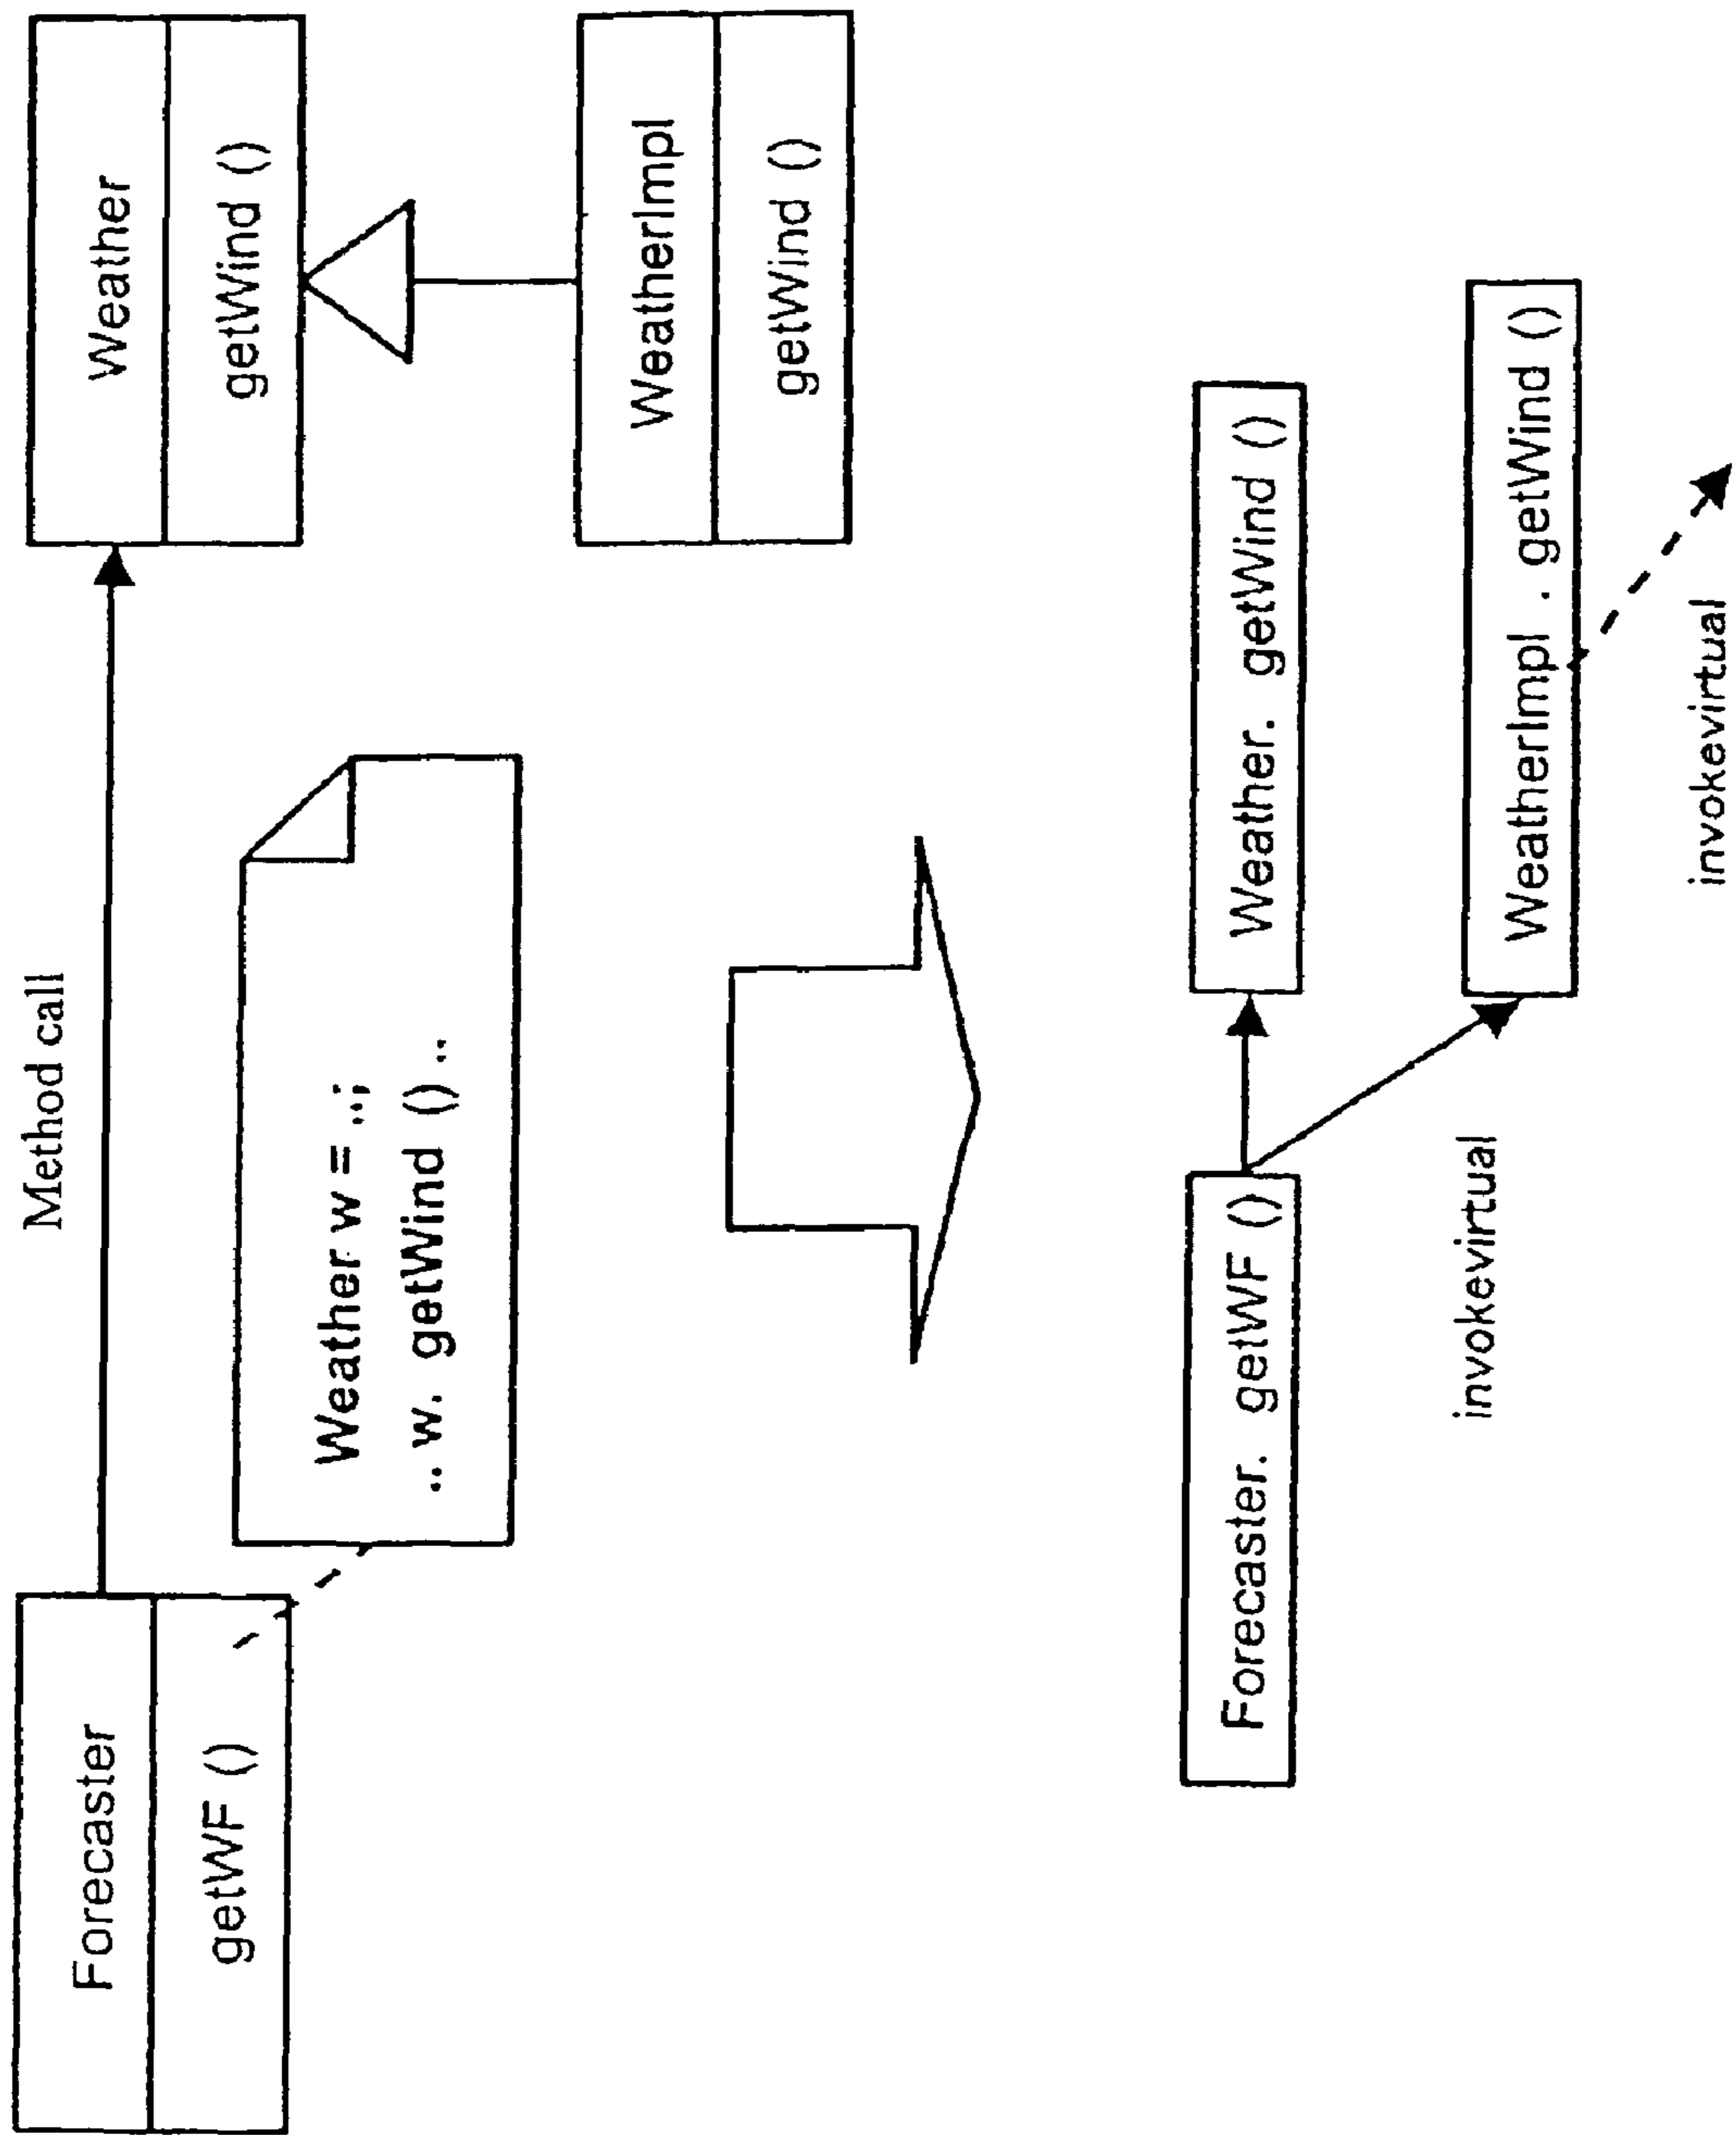 Method call
Forecaster
getWF ()
Weather
getWind ()
Weather w = ..;
.. w. getWind () ..
WeatherImpl
getWind ()
Forecaster. getWF ()
Weather. getWind ()
invokevirtual
WeatherImpl . getWind ()
invokevirtual